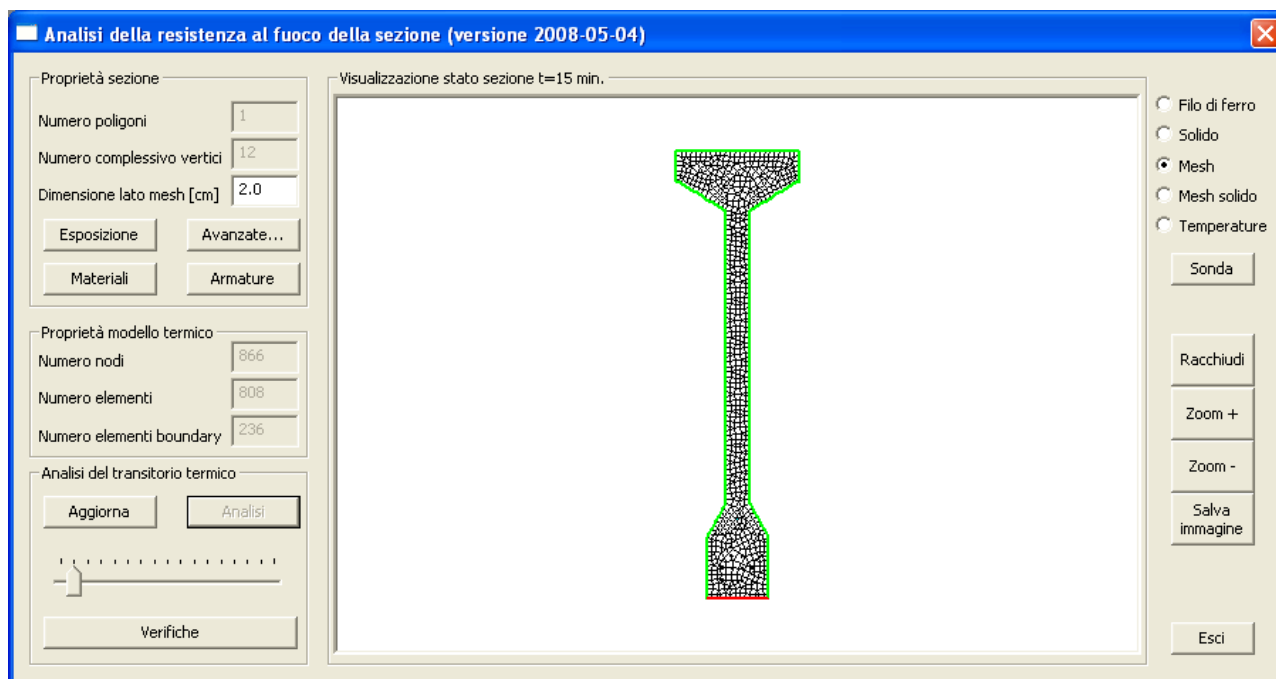 Analisi della resistenza al fuoco della sezione (versione 2008-05-04)
Proprietà sezione
Numero poligoni 1
Numero complessivo vertici 12
Dimensione lato mesh [cm] 2.0
Esposizione Avanzate...
Materiali Armature
Proprietà modello termico
Numero nodi 866
Numero elementi 808
Numero elementi boundary 236
Analisi del transitorio termico
Aggiorna Analisi
Verifiche
Visualizzazione stato sezione t=15 min.
Filo di ferro
Solido
Mesh
Mesh solido
Temperature
Sonda
Racchiudi
Zoom +
Zoom -
Salva
immagine
Esci